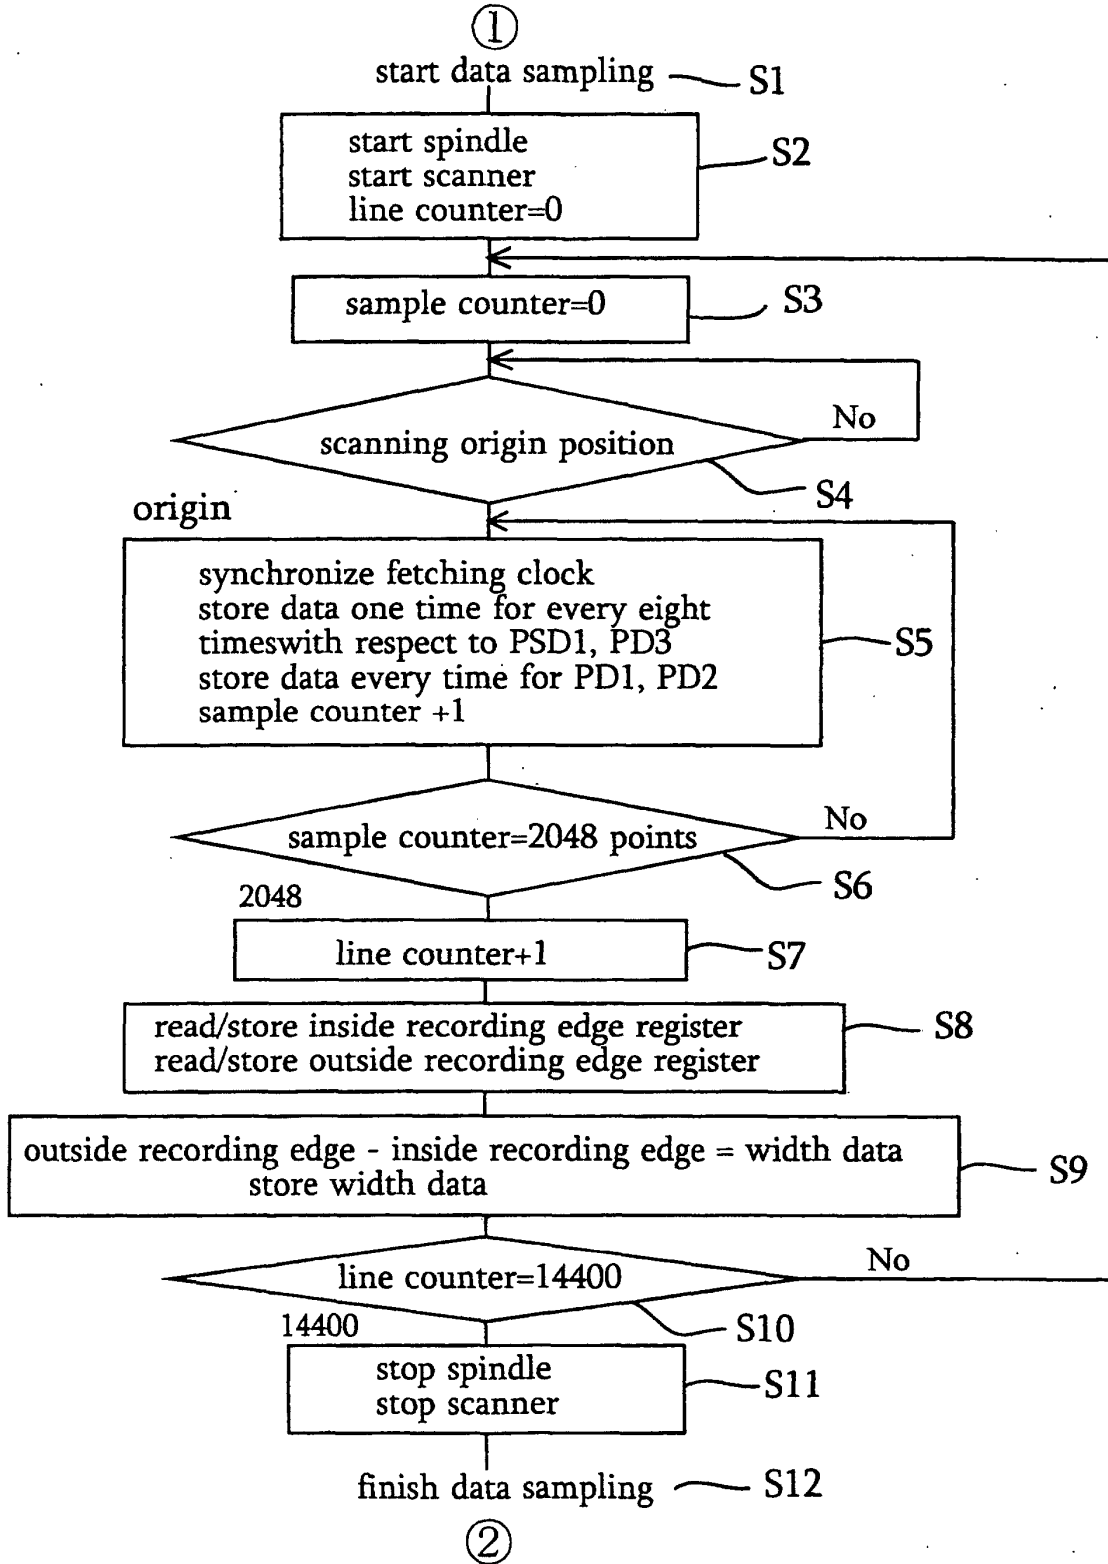 ①
start data sampling S1
start spindle
start scanner
line counter=0
S2
sample counter=0
S3
scanning origin position
No
S4
origin
synchronize fetching clock
store data one time for every eight
timeswith respect to PSD1, PD3
store data every time for PD1, PD2
sample counter +1
S5
sample counter=2048 points
No
S6
2048
line counter+1
S7
read/store inside recording edge register
read/store outside recording edge register
S8
outside recording edge - inside recording edge = width data
store width data
S9
line counter=14400
No
S10
14400
stop spindle
stop scanner
S11
finish data sampling S12
②